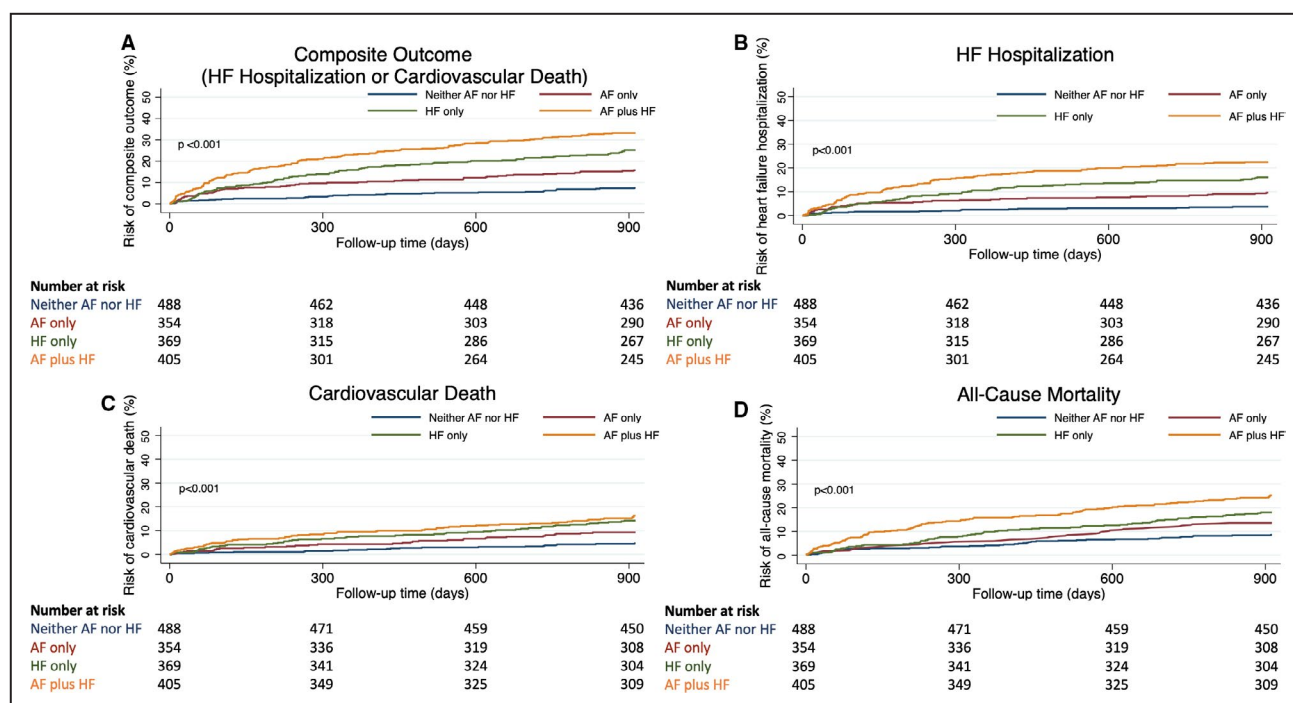 A
Composite Outcome
(HF Hospitalization or Cardiovascular Death)
Neither AF nor HF AF only
HF only AF plus HF
Risk of composite outcome (%)
50
40
30
20
10
0
p <0.001
0 300 600 900
Follow-up time (days)
Number at risk
Neither AF nor HF 488 462 448 436
AF only 354 318 303 290
HF only 369 315 286 267
AF plus HF 405 301 264 245
B
HF Hospitalization
Neither AF nor HF AF only
HF only AF plus HF
Risk of heart failure hospitalization (%)
50
40
30
20
10
0
p<0.001
0 300 600 900
Follow-up time (days)
Number at risk
Neither AF nor HF 488 462 448 436
AF only 354 318 303 290
HF only 369 315 286 267
AF plus HF 405 301 264 245
C
Cardiovascular Death
Neither AF nor HF AF only
HF only AF plus HF
Risk of cardiovascular death (%)
50
40
30
20
10
0
p<0.001
0 300 600 900
Follow-up time (days)
Number at risk
Neither AF nor HF 488 471 459 450
AF only 354 336 319 308
HF only 369 341 324 304
AF plus HF 405 349 325 309
D
All-Cause Mortality
Neither AF nor HF AF only
HF only AF plus HF
Risk of all-cause mortality (%)
50
40
30
20
10
0
p<0.001
0 300 600 900
Follow-up time (days)
Number at risk
Neither AF nor HF 488 471 459 450
AF only 354 336 319 308
HF only 369 341 324 304
AF plus HF 405 349 325 309